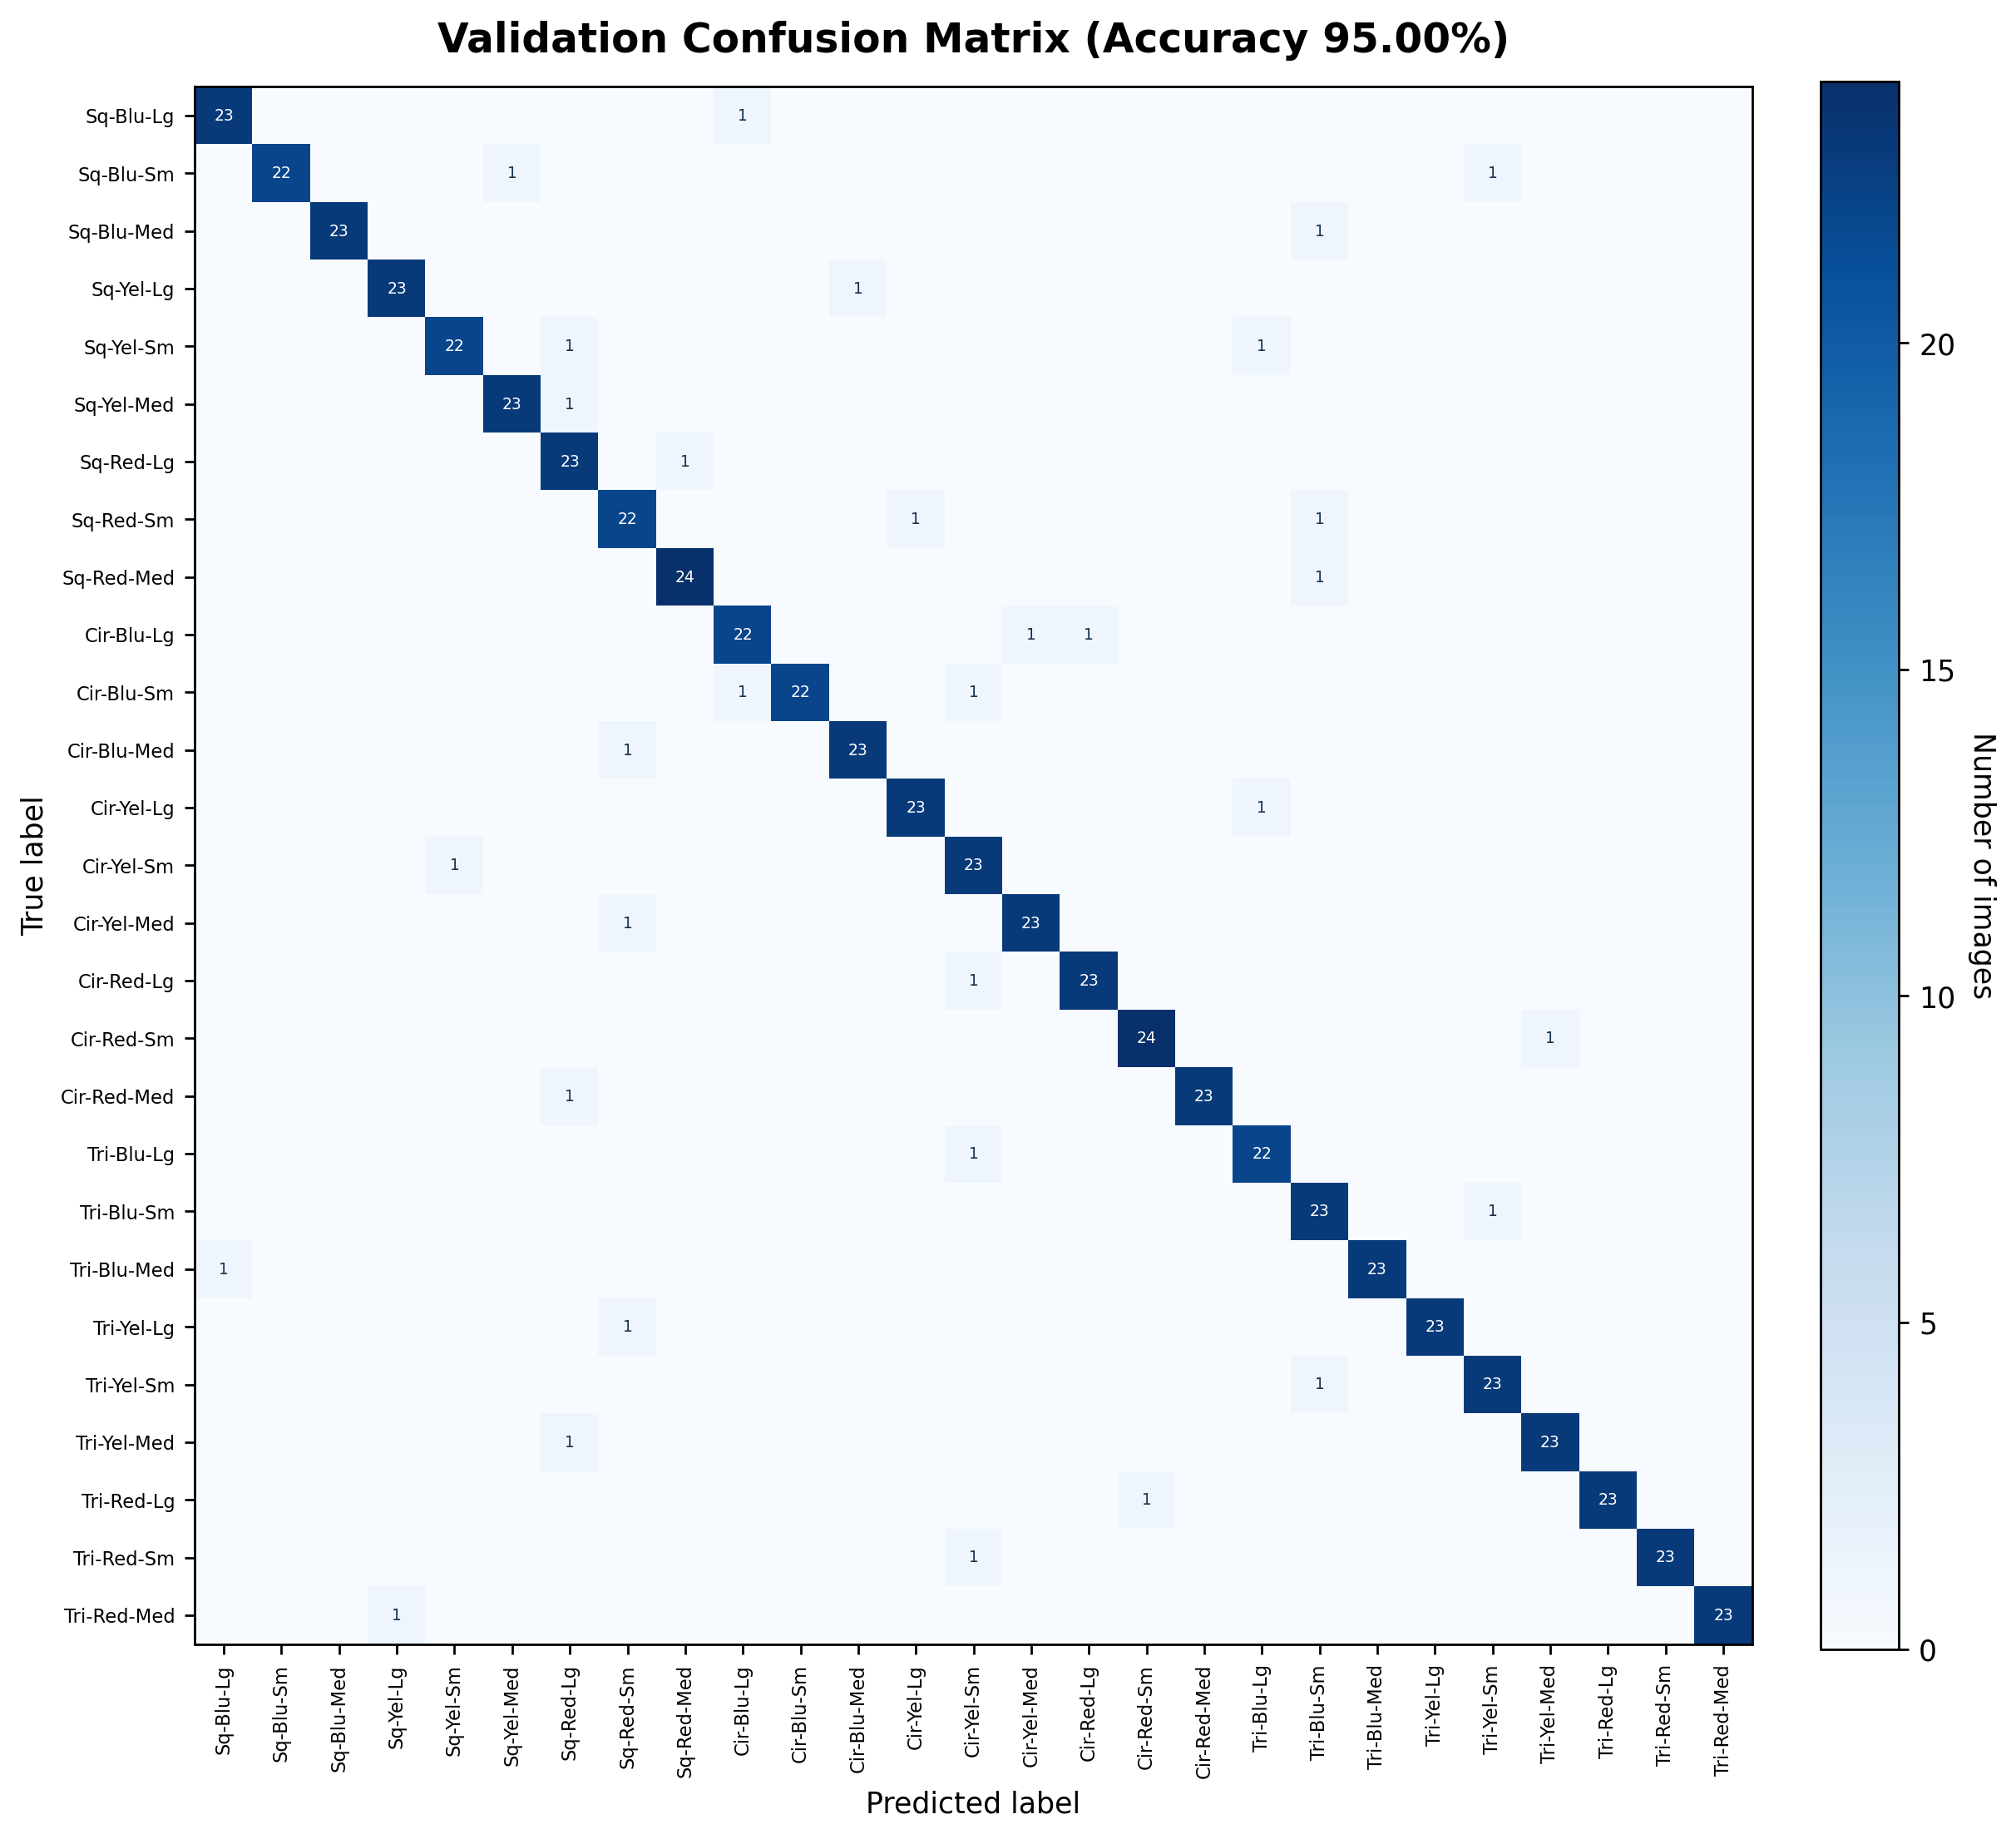 Validation Confusion Matrix (Accuracy 95.00%)
Sq-Blu-Lg 23 1
Sq-Blu-Sm 22 1 1
Sq-Blu-Med 23 1
Sq-Yel-Lg 23 1
Sq-Yel-Sm 22 1 1
Sq-Yel-Med 23 1
Sq-Red-Lg 23 1
Sq-Red-Sm 22 1 1
Sq-Red-Med 24 1
Cir-Blu-Lg 22 1 1
Cir-Blu-Sm 1 22 1
Cir-Blu-Med 1 23
Cir-Yel-Lg 23 1
Cir-Yel-Sm 1 23
Cir-Yel-Med 1 23
Cir-Red-Lg 1 23
Cir-Red-Sm 24 1
Cir-Red-Med 1 23
Tri-Blu-Lg 1 22
Tri-Blu-Sm 23 1
Tri-Blu-Med 1 23
Tri-Yel-Lg 1 23
Tri-Yel-Sm 1 23
Tri-Yel-Med 1 23
Tri-Red-Lg 1 23
Tri-Red-Sm 1 23
Tri-Red-Med 1 23
True label
Sq-Blu-Lg
Sq-Blu-Sm
Sq-Blu-Med
Sq-Yel-Lg
Sq-Yel-Sm
Sq-Yel-Med
Sq-Red-Lg
Sq-Red-Sm
Sq-Red-Med
Cir-Blu-Lg
Cir-Blu-Sm
Cir-Blu-Med
Cir-Yel-Lg
Cir-Yel-Sm
Cir-Yel-Med
Cir-Red-Lg
Cir-Red-Sm
Cir-Red-Med
Tri-Blu-Lg
Tri-Blu-Sm
Tri-Blu-Med
Tri-Yel-Lg
Tri-Yel-Sm
Tri-Yel-Med
Tri-Red-Lg
Tri-Red-Sm
Tri-Red-Med
Predicted label
20
15
10
5
0
Number of images